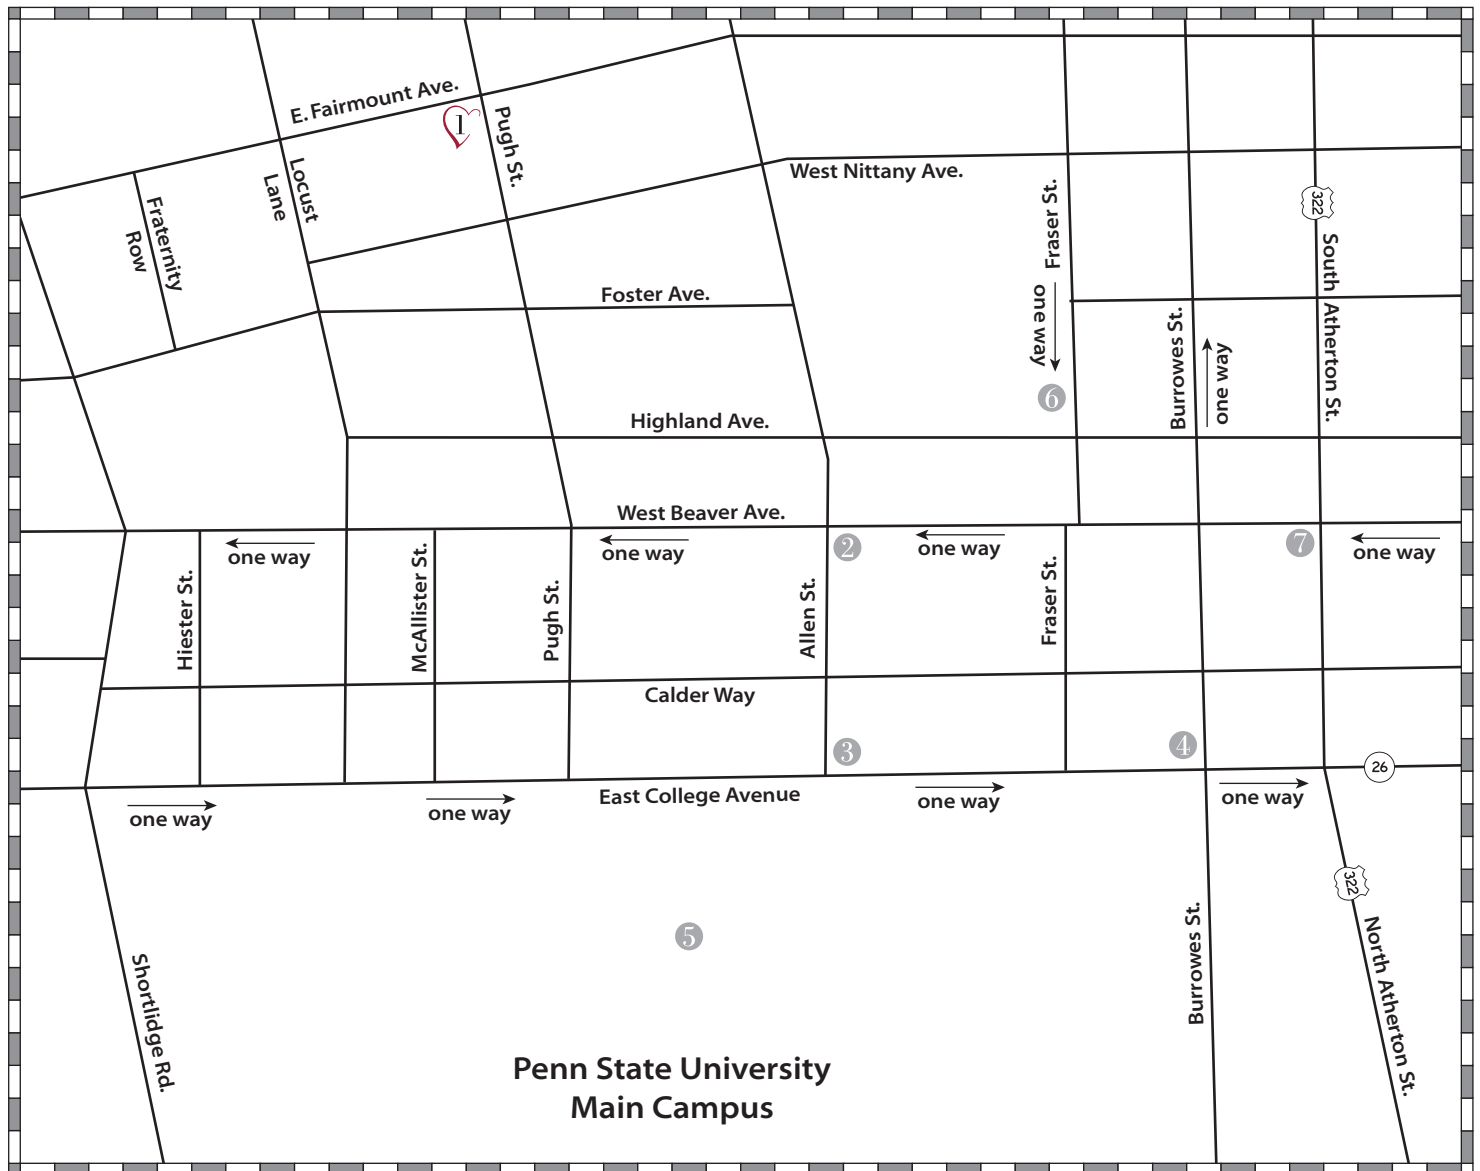 E. Fairmount Ave.
1
Pugh St.
Locust
Lane
West Nittany Ave.
Fraternity
Row
Fraser St.
322
South Atherton St.
one way
Foster Ave.
Burrowes St.
one way
6
Highland Ave.
West Beaver Ave.
one way
one way
2
one way
7
one way
Hiester St.
McAllister St.
Pugh St.
Allen St.
Fraser St.
Calder Way
3
4
26
East College Avenue
one way
one way
one way
one way
322
5
Burrowes St.
North Atherton St.
Shortlidge Rd.
Penn State University
Main Campus